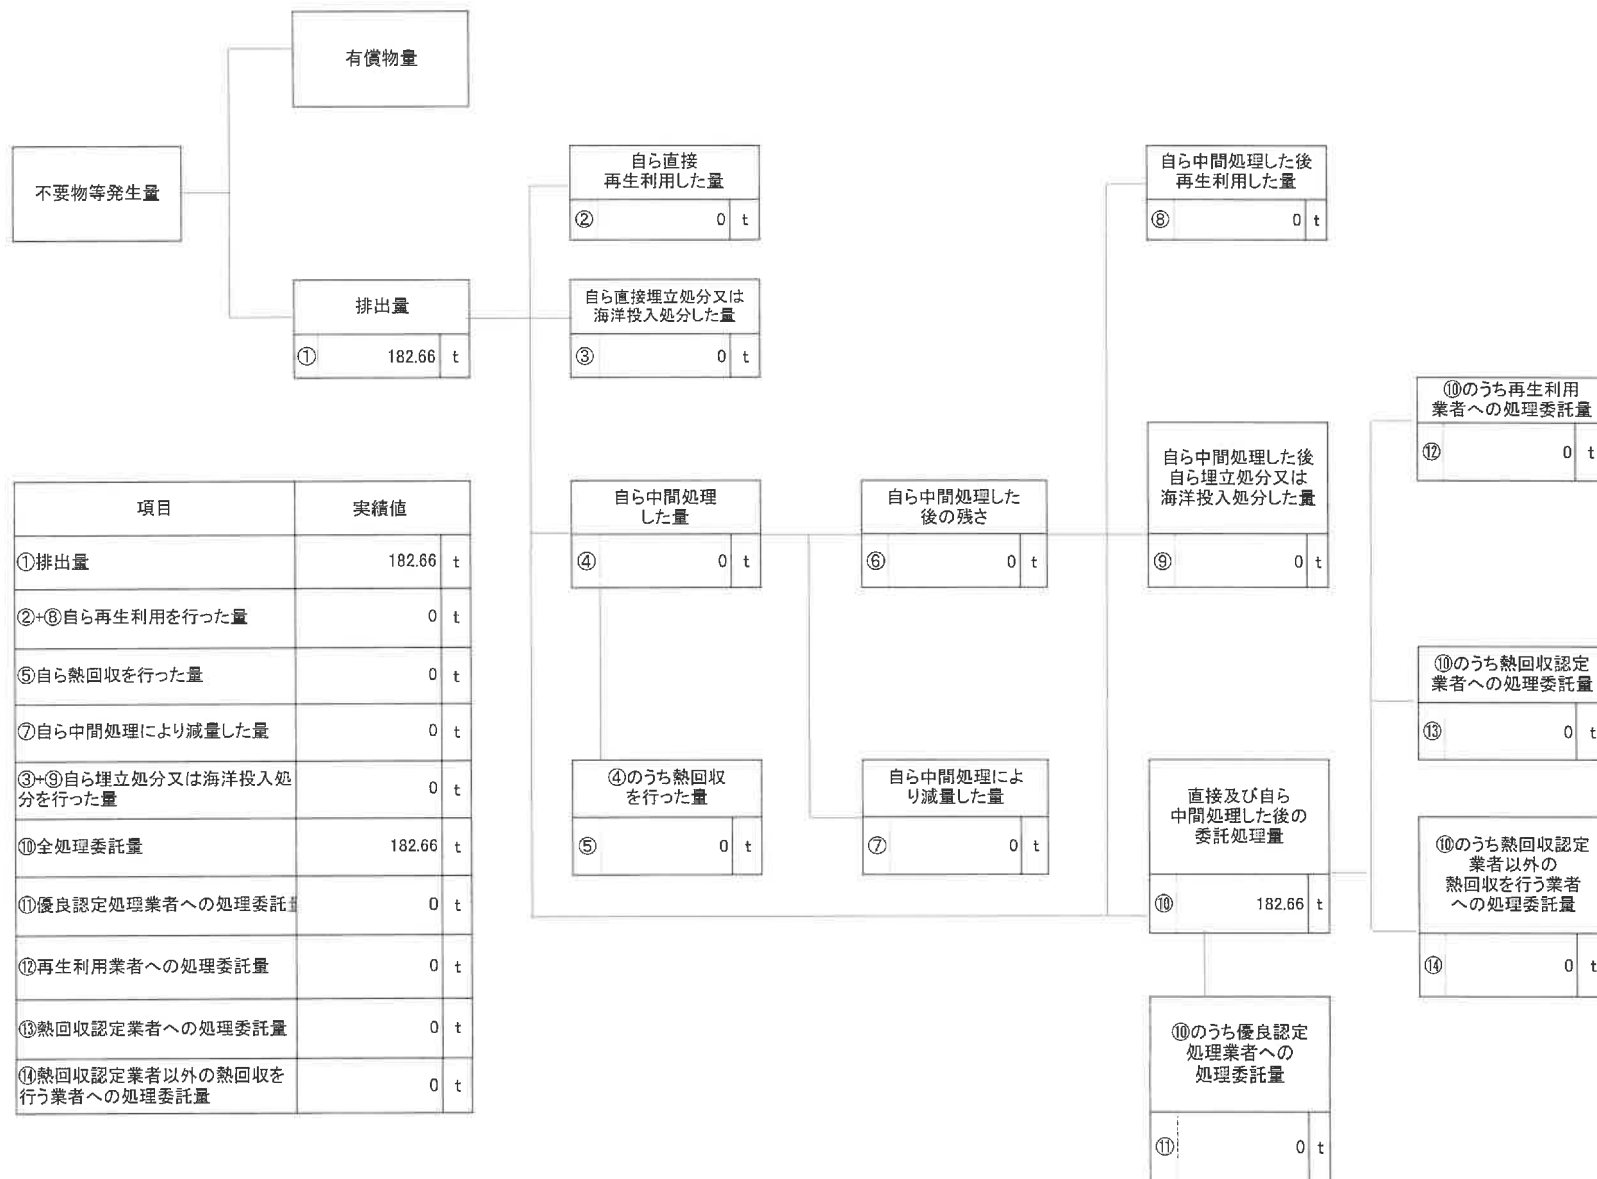 有償物量
不要物等発生量
排出量
① 182.66 t
自ら直接
再生利用した量
② 0 t
自ら直接埋立処分又は
海洋投入処分した量
③ 0 t
自ら中間処理
した量
④ 0 t
④のうち熱回収
を行った量
⑤ 0 t
自ら中間処理した
後の残さ
⑥ 0 t
自ら中間処理によ
り減量した量
⑦ 0 t
自ら中間処理した後
再生利用した量
⑧ 0 t
自ら中間処理した後
自ら埋立処分又は
海洋投入処分した量
⑨ 0 t
直接及び自ら
中間処理した後の
委託処理量
⑩ 182.66 t
⑩のうち優良認定
処理業者への
処理委託量
⑪ 0 t
⑩のうち再生利用
業者への処理委託量
⑫ 0 t
⑩のうち熱回収認定
業者への処理委託量
⑬ 0 t
⑩のうち熱回収認定
業者以外の
熱回収を行う業者
への処理委託量
⑭ 0 t
項目 実績値
①排出量 182.66 t
②+⑧自ら再生利用を行った量 0 t
⑤自ら熱回収を行った量 0 t
⑦自ら中間処理により減量した量 0 t
③+⑨自ら埋立処分又は海洋投入処
分を行った量 0 t
⑩全処理委託量 182.66 t
⑪優良認定処理業者への処理委託量 0 t
⑫再生利用業者への処理委託量 0 t
⑬熱回収認定業者への処理委託量 0 t
⑭熱回収認定業者以外の熱回収を
行う業者への処理委託量 0 t